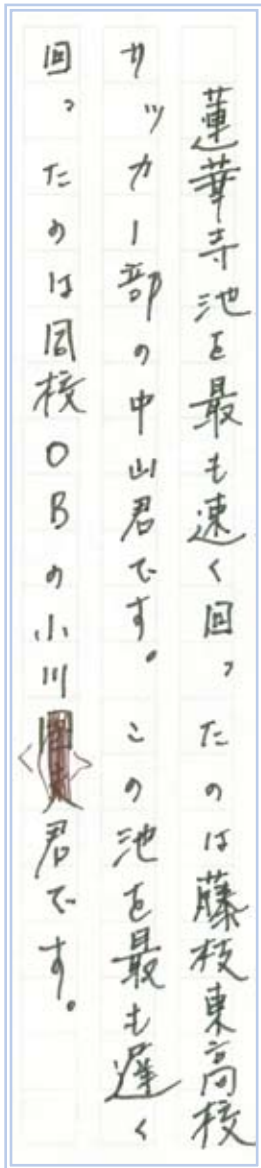 蓮華寺池を最も速く回ったのは藤枝東高校
サッカー部の中山君です。この池を最も遅く
回ったのは同校OBの小川君です。